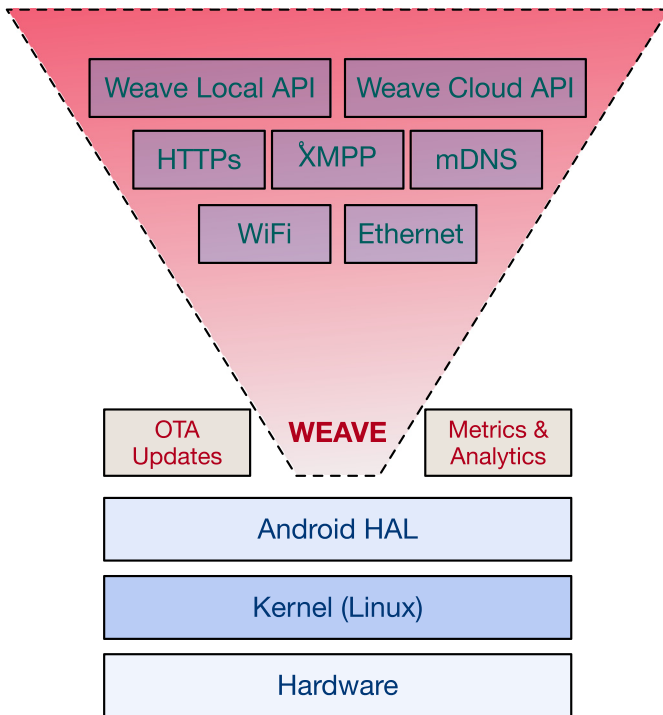 Weave Local API
Weave Cloud API
HTTPs
XMPP
mDNS
WiFi
Ethernet
OTA
Updates
WEAVE
Metrics &
Analytics
Android HAL
Kernel (Linux)
Hardware